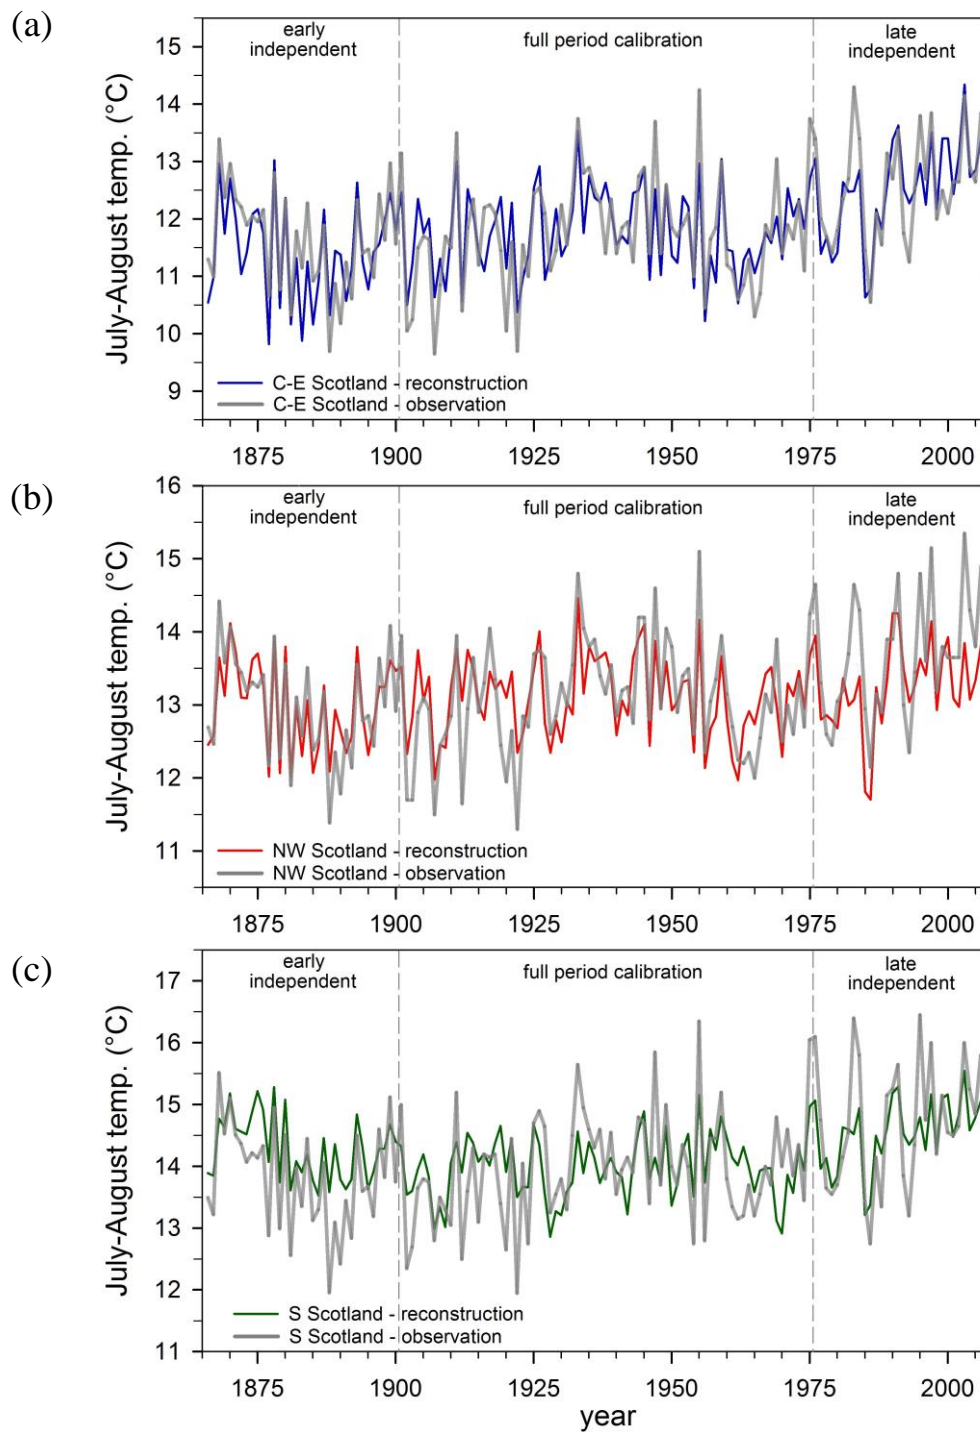 (a)
early
independent
full period calibration
late
independent
July-August temp. (°C)
15
14
13
12
11
10
9
C-E Scotland - reconstruction
C-E Scotland - observation
1875 1900 1925 1950 1975 2000
(b)
early
independent
full period calibration
late
independent
July-August temp. (°C)
16
15
14
13
12
11
NW Scotland - reconstruction
NW Scotland - observation
1875 1900 1925 1950 1975 2000
(c)
early
independent
full period calibration
late
independent
July-August temp. (°C)
17
16
15
14
13
12
11
S Scotland - reconstruction
S Scotland - observation
1875 1900 1925 1950 1975 2000
year